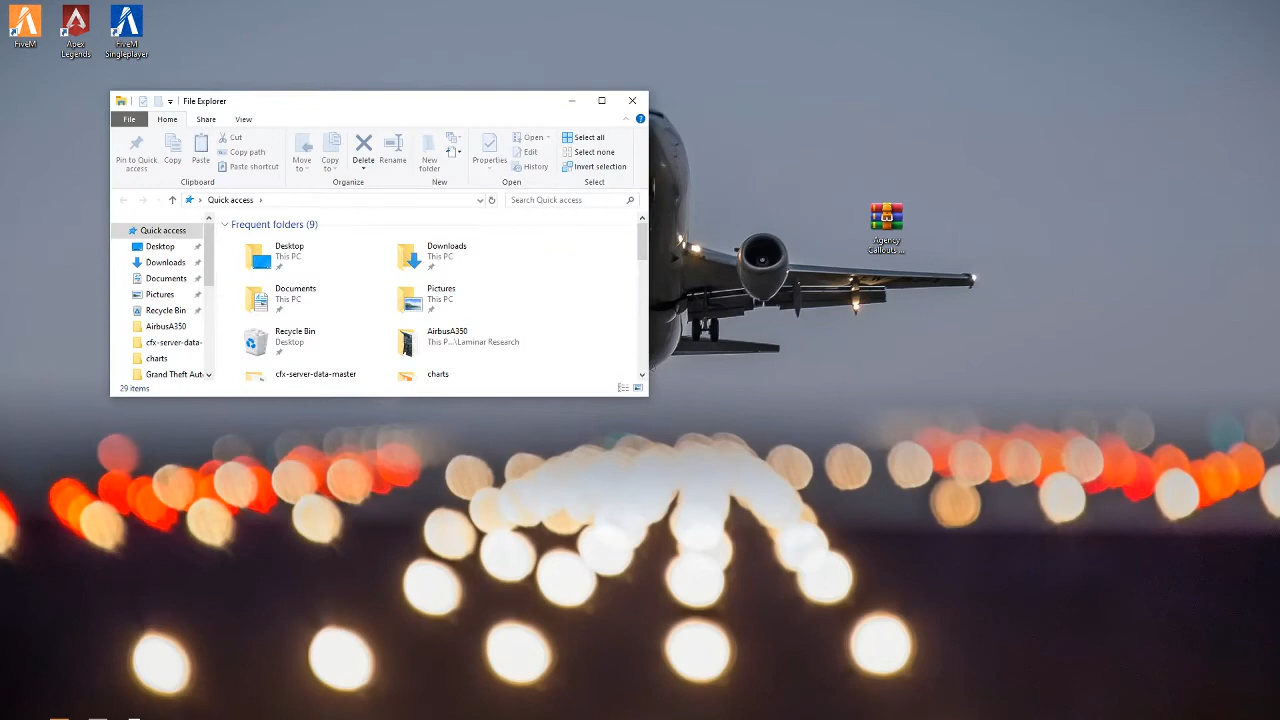 FiveM
Apex
Legends
FiveM
Singleplayer
File Explorer
File
Home
Share
View
Pin to Quick
access
Copy
Paste
Cut
Copy path
Paste shortcut
Clipboard
Move
to
Copy
to
Delete
Rename
Organize
New
folder
New
Properties
Open
Edit
History
Open
Select all
Select none
Invert selection
Select
Quick access
Search Quick access
Quick access
Desktop
Downloads
Documents
Pictures
Recycle Bin
AirbusA350
cfx-server-data-
charts
Grand Theft Aut
Frequent folders (9)
Desktop
This PC
Downloads
This PC
Documents
This PC
Pictures
This PC
Recycle Bin
Desktop
AirbusA350
This P...\Laminar Research
cfx-server-data-master
charts
29 items
Agency
Callouts ...